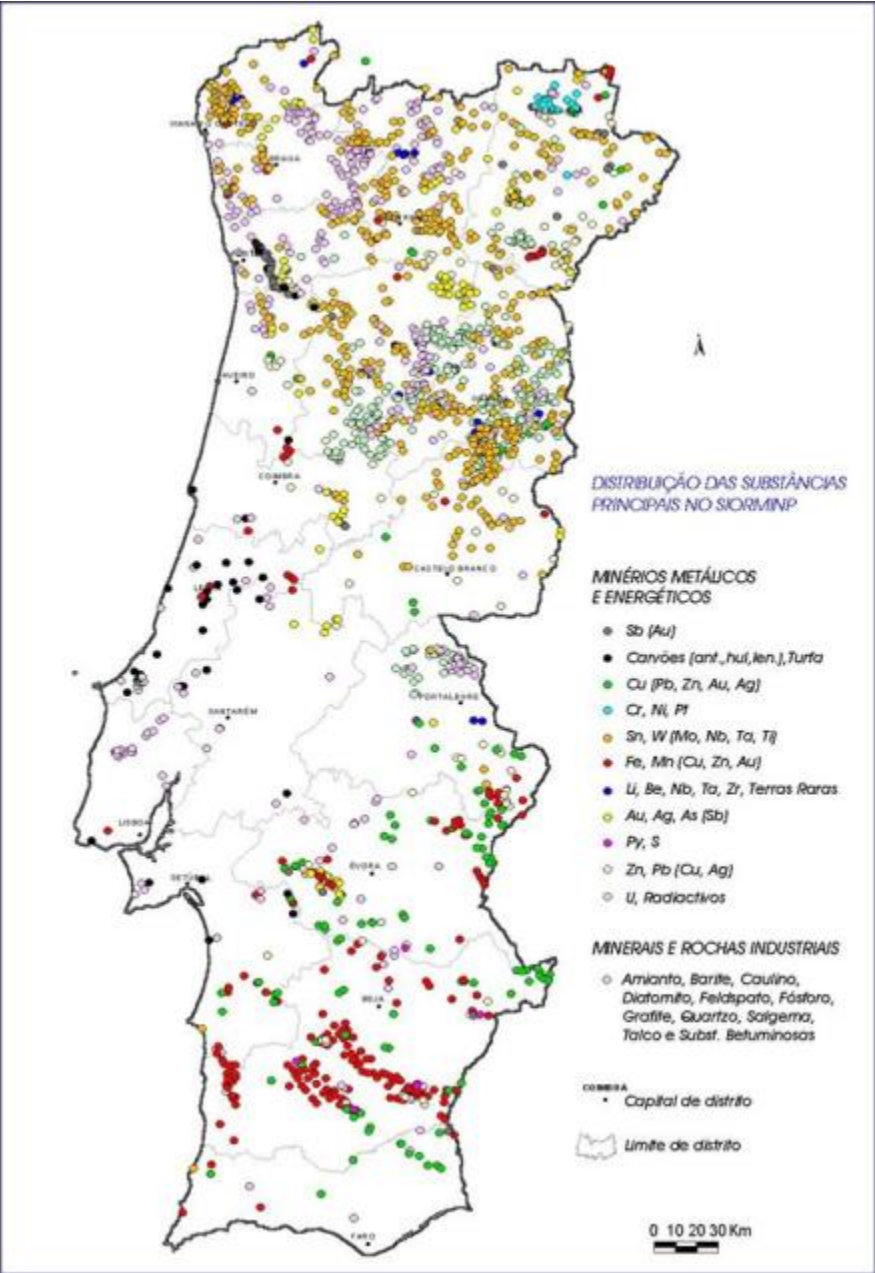 VIANA DO CASTELO
BRAGA
AVEIRO
COIMBRA
CASTELO BRANCO
PORTALEGRE
SANTARÉM
LISBOA
ÉVORA
SETÚBAL
BEJA
FARO
DISTRIBUIÇÃO DAS SUBSTÂNCIAS
PRINCIPAIS NO SIORMINP
MINÉRIOS METÁLICOS
E ENERGÉTICOS
Sb (Au)
Carvões (ant.,hul,len.),Turfa
Cu (Pb, Zn, Au, Ag)
Cr, Ni, Pt
Sn, W (Mo, Nb, Ta, Ti)
Fe, Mn (Cu, Zn, Au)
Li, Be, Nb, Ta, Zr, Terras Raras
Au, Ag, As (Sb)
Py, S
Zn, Pb (Cu, Ag)
U, Radiactivos
MINERAIS E ROCHAS INDUSTRIAIS
Amianto, Barite, Caulino,
Diatomito, Feldspato, Fósforo,
Grafite, Quartzo, Salgema,
Talco e Subst. Betuminosas
COIMBRA
Capital de distrito
Limite de distrito
0 10 20 30 Km